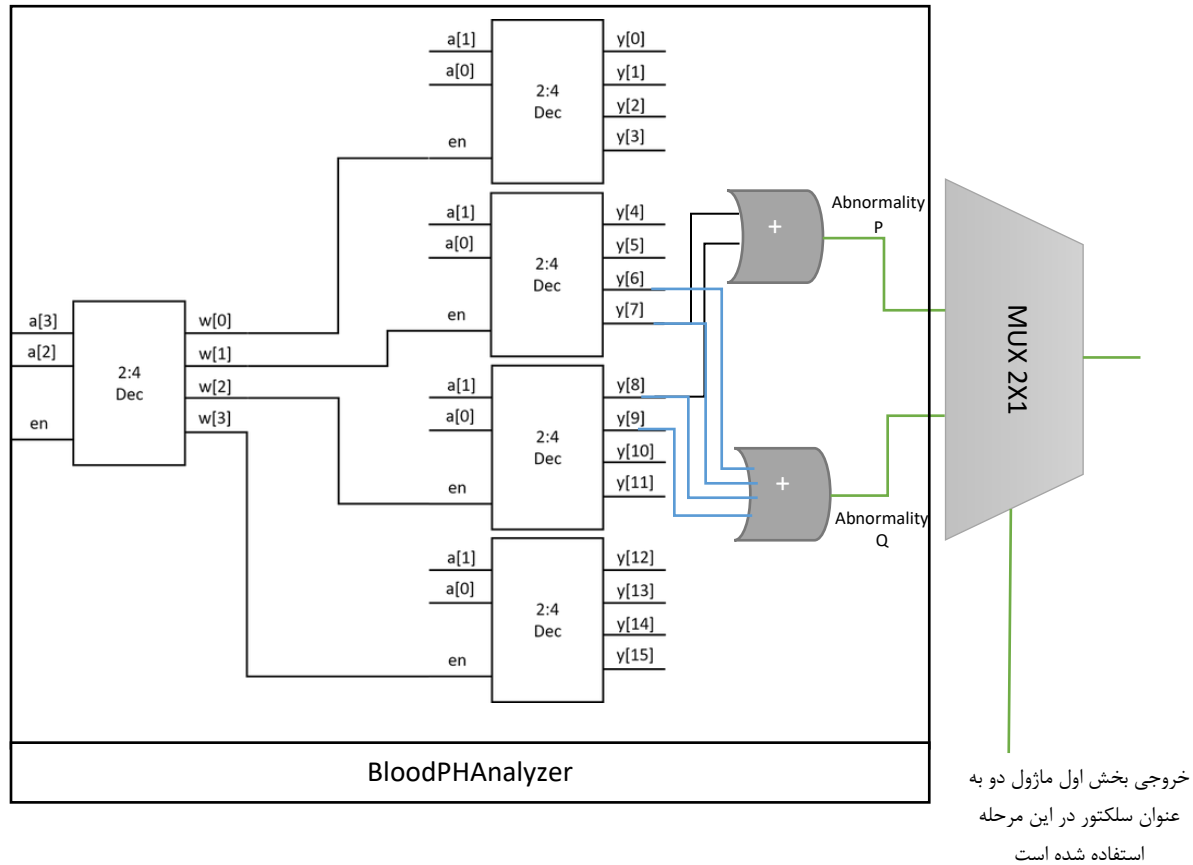 a[1]
a[0]
en
2:4
Dec
y[0]
y[1]
y[2]
y[3]
a[1]
a[0]
en
2:4
Dec
y[4]
y[5]
y[6]
y[7]
+
Abnormality
P
a[3]
a[2]
en
2:4
Dec
w[0]
w[1]
w[2]
w[3]
MUX 2X1
a[1]
a[0]
en
2:4
Dec
y[8]
y[9]
y[10]
y[11]
+
Abnormality
Q
a[1]
a[0]
en
2:4
Dec
y[12]
y[13]
y[14]
y[15]
BloodPHAnalyzer
خروجی بخش اول ماژول دو به
عنوان سلکتور در این مرحله
استفاده شده است